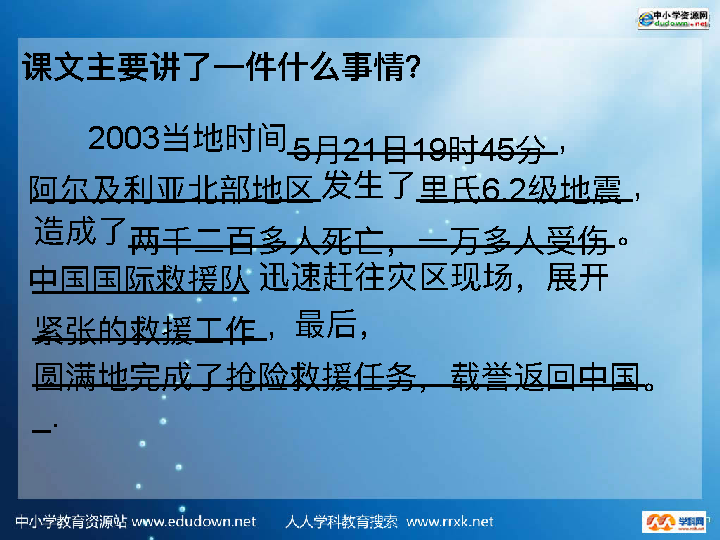 中小学资源网
edudown.net
课文主要讲了一件什么事情?
2003当地时间5月21日19时45分，
阿尔及利亚北部地区发生了里氏6.2级地震，
造成了两千二百多人死亡，一万多人受伤。
中国国际救援队迅速赶往灾区现场，展开
紧张的救援工作，最后，
圆满地完成了抢险救援任务，载誉返回中国。
_.
中小学教育资源站 www.edudown.net 人人学科教育搜索 www.rrxk.net
学科网